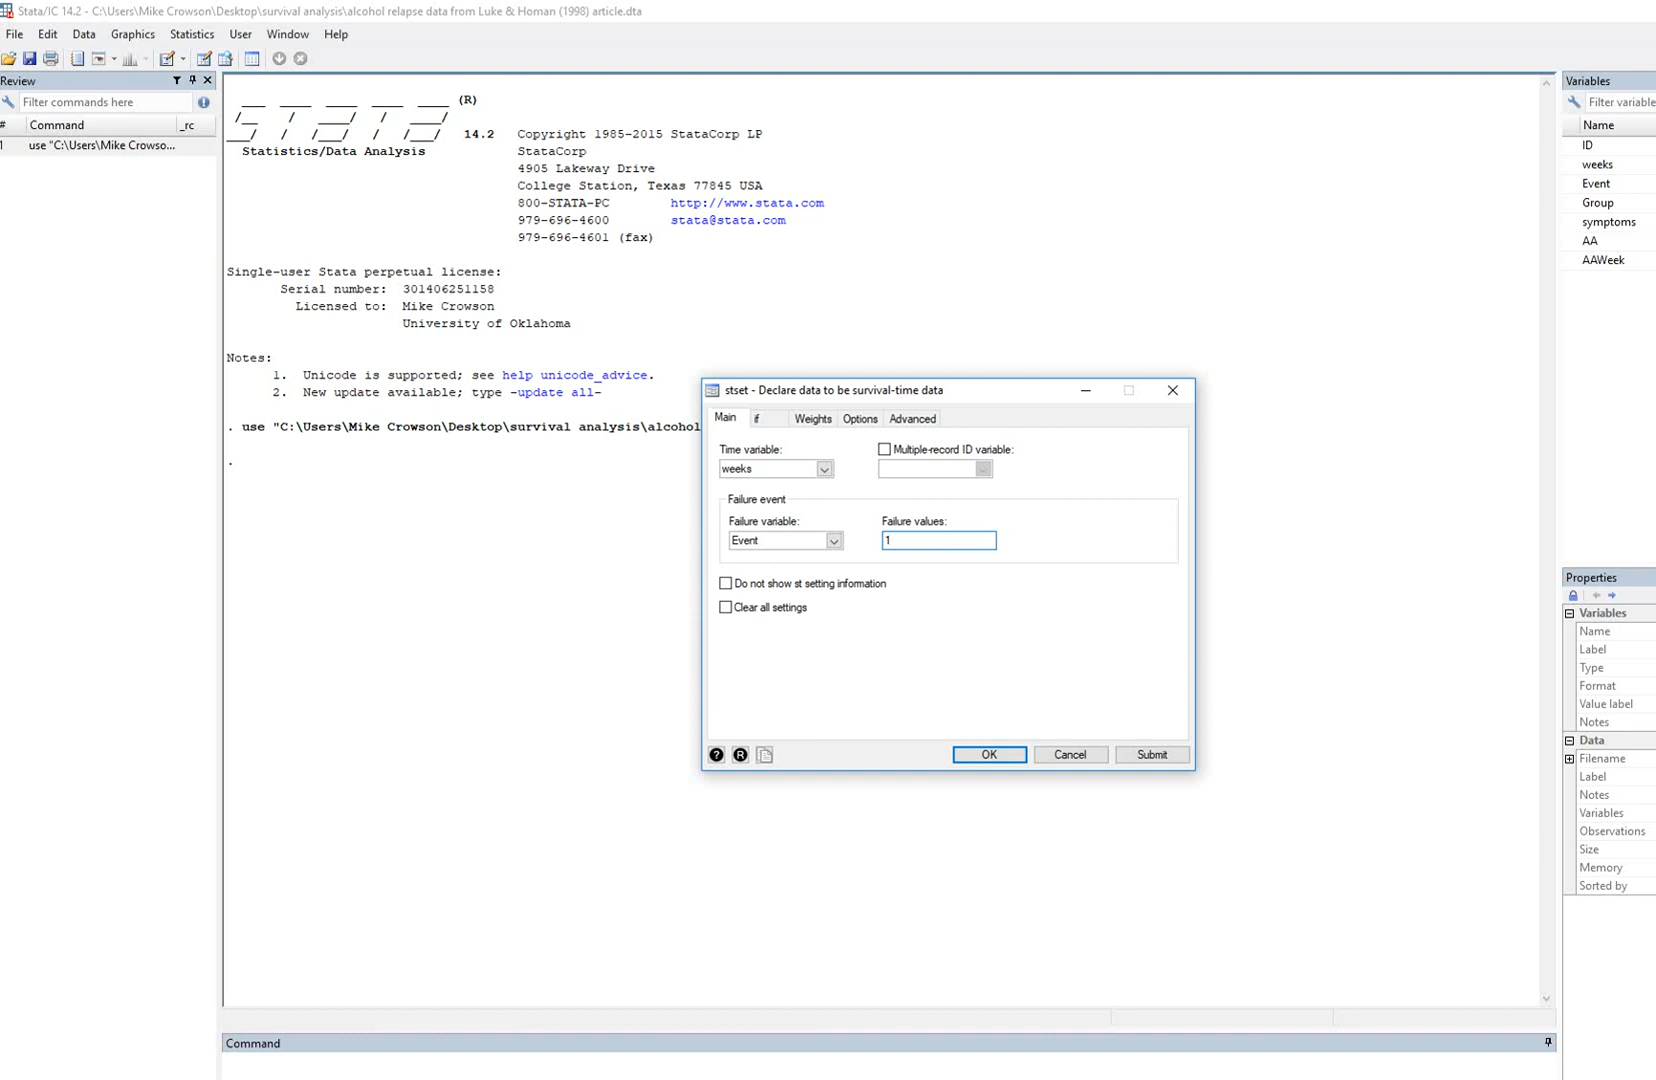 Stata/IC 14.2 - C:\Users\Mike Crowson\Desktop\survival analysis\alcohol relapse data from Luke & Homan (1998) article.dta
File Edit Data Graphics Statistics User Window Help
Review
Filter commands here
# Command _rc
1 use "C:\Users\Mike Crowso...
(R)
14.2 Copyright 1985-2015 StataCorp LP
Statistics/Data Analysis StataCorp
4905 Lakeway Drive
College Station, Texas 77845 USA
800-STATA-PC http://www.stata.com
979-696-4600 stata@stata.com
979-696-4601 (fax)
Single-user Stata perpetual license:
Serial number: 301406251158
Licensed to: Mike Crowson
University of Oklahoma
Notes:
1. Unicode is supported; see help unicode_advice.
2. New update available; type -update all-
. use "C:\Users\Mike Crowson\Desktop\survival analysis\alcohol
.
stset - Declare data to be survival-time data
Main if Weights Options Advanced
Time variable: Multiple-record ID variable:
weeks
Failure event
Failure variable: Failure values:
Event 1
Do not show st setting information
Clear all settings
OK Cancel Submit
Command
Variables
Filter variable
Name
ID
weeks
Event
Group
symptoms
AA
AAWeek
Properties
Variables
Name
Label
Type
Format
Value label
Notes
Data
Filename
Label
Notes
Variables
Observations
Size
Memory
Sorted by